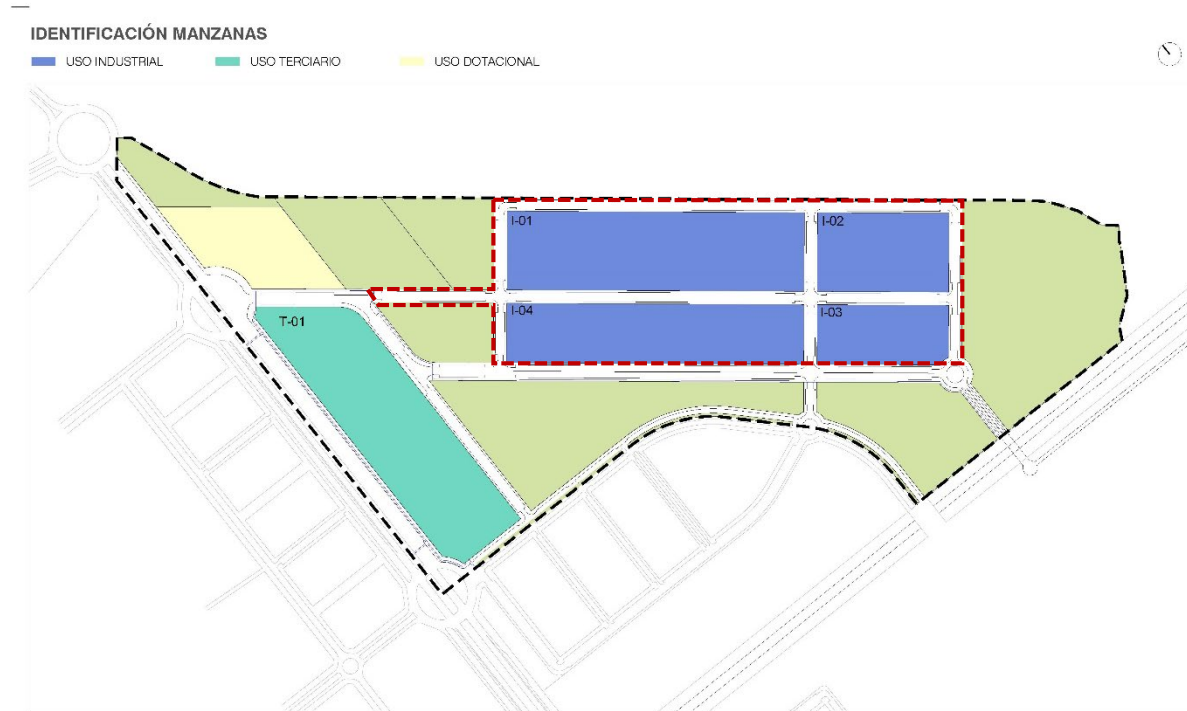 IDENTIFICACIÓN MANZANAS
USO INDUSTRIAL
USO TERCIARIO
USO DOTACIONAL
I-01
I-02
I-04
I-03
T-01